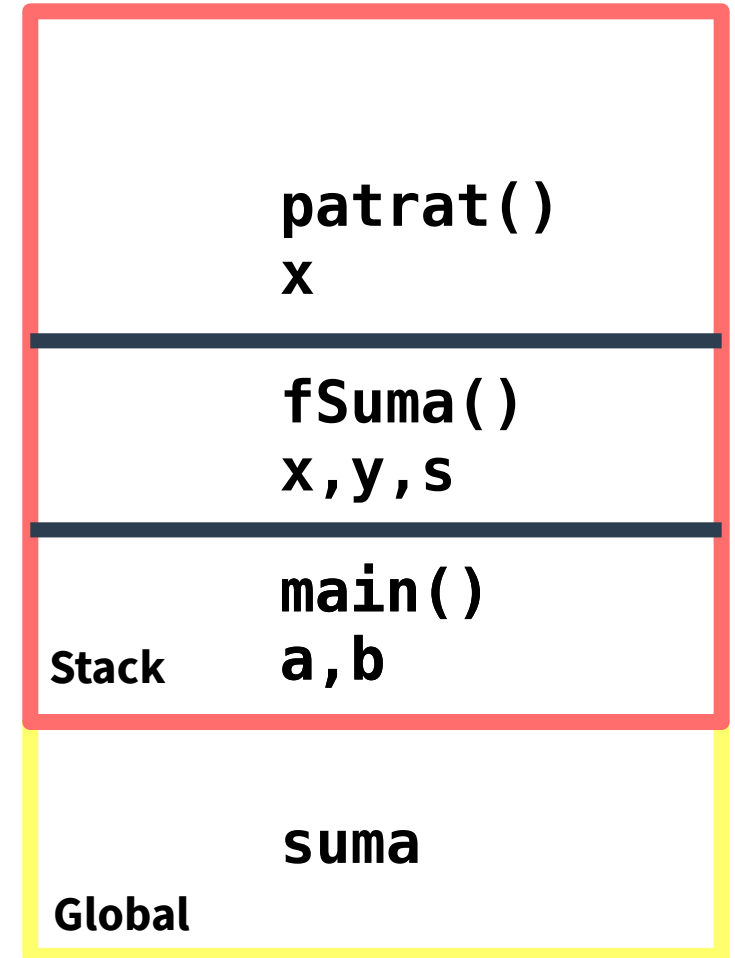 patrat()
x
fSuma()
x,y,s
main()
a,b
Stack
suma
Global